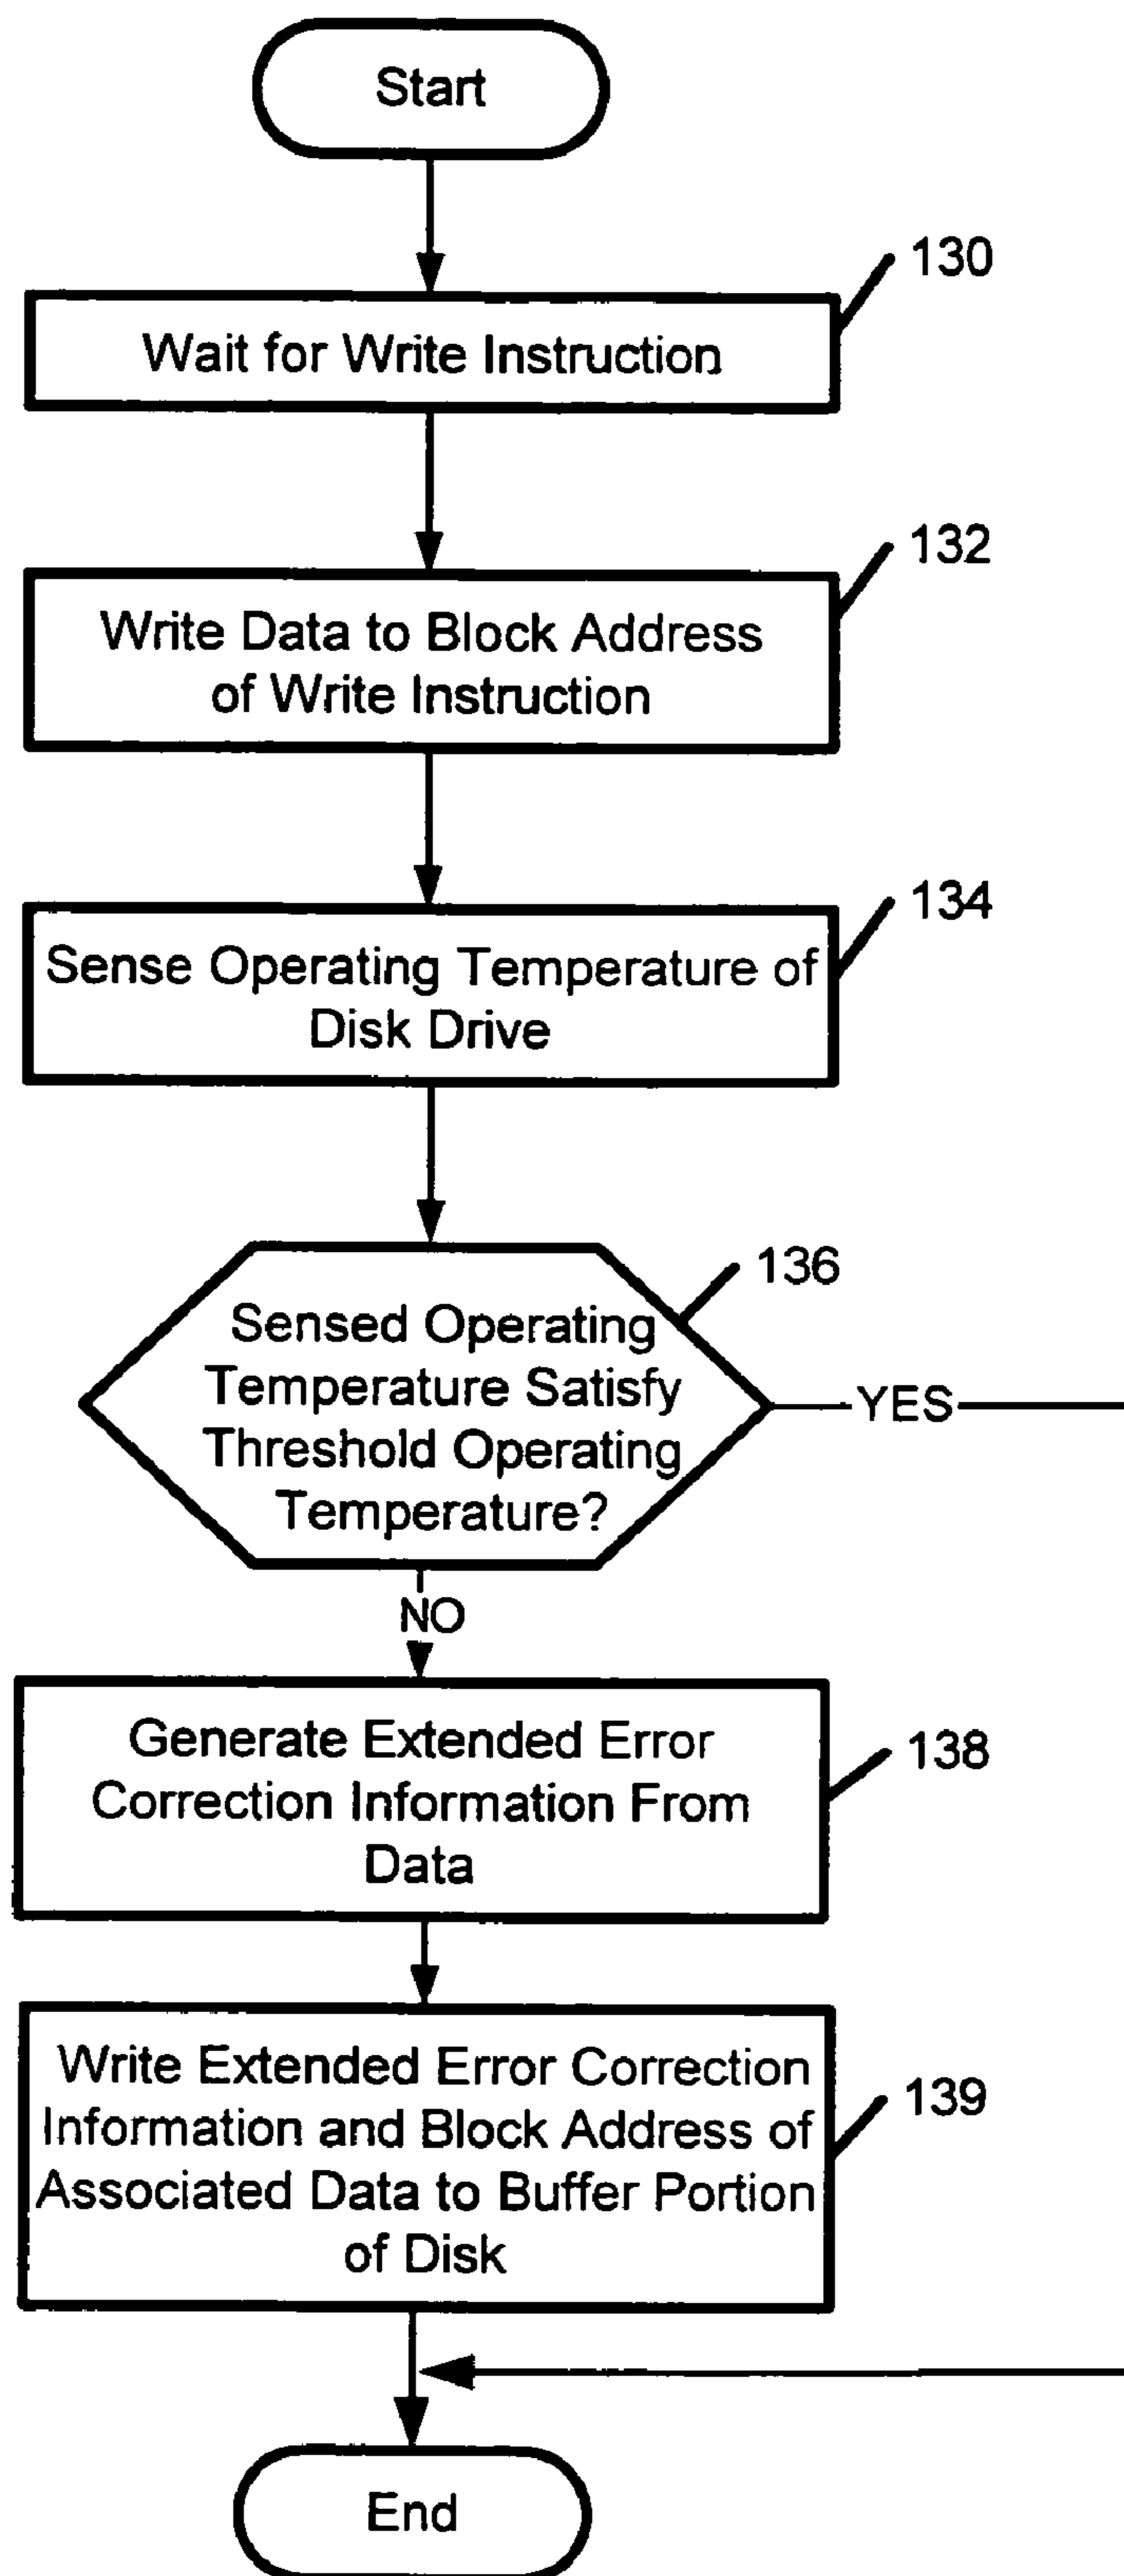 Start
130
Wait for Write Instruction
132
Write Data to Block Address
of Write Instruction
134
Sense Operating Temperature of
Disk Drive
136
Sensed Operating
Temperature Satisfy
Threshold Operating
Temperature?
YES
NO
Generate Extended Error
Correction Information From
Data
138
Write Extended Error Correction
Information and Block Address of
Associated Data to Buffer Portion
of Disk
139
End